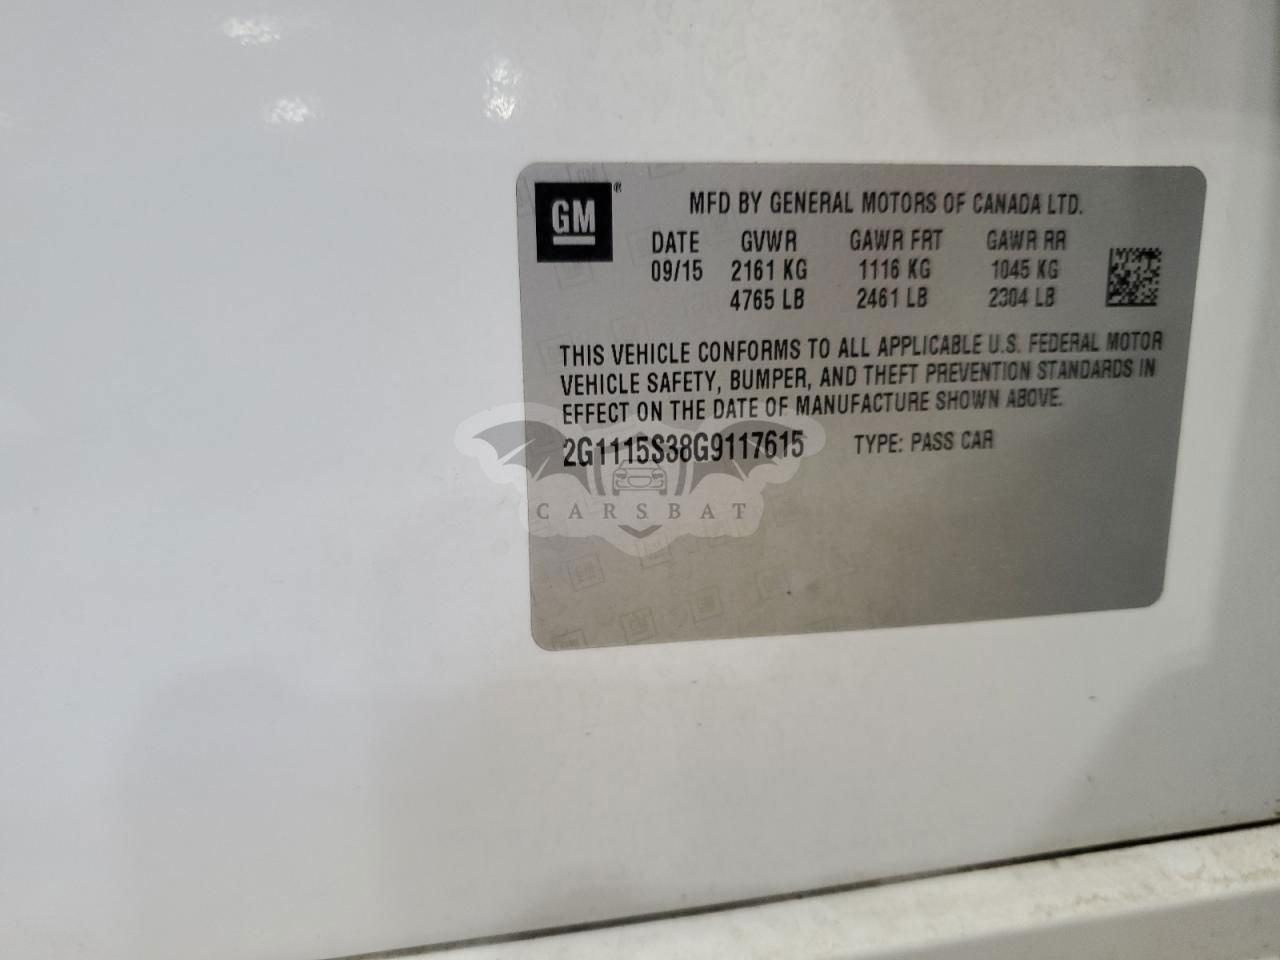 GM®
MFD BY GENERAL MOTORS OF CANADA LTD.
DATE GVWR GAWR FRT GAWR RR
09/15 2161 KG 1116 KG 1045 KG
4765 LB 2461 LB 2304 LB
THIS VEHICLE CONFORMS TO ALL APPLICABLE U.S. FEDERAL MOTOR
VEHICLE SAFETY, BUMPER, AND THEFT PREVENTION STANDARDS IN
EFFECT ON THE DATE OF MANUFACTURE SHOWN ABOVE.
2G1115S38G9117615 TYPE: PASS CAR
CARSBAT